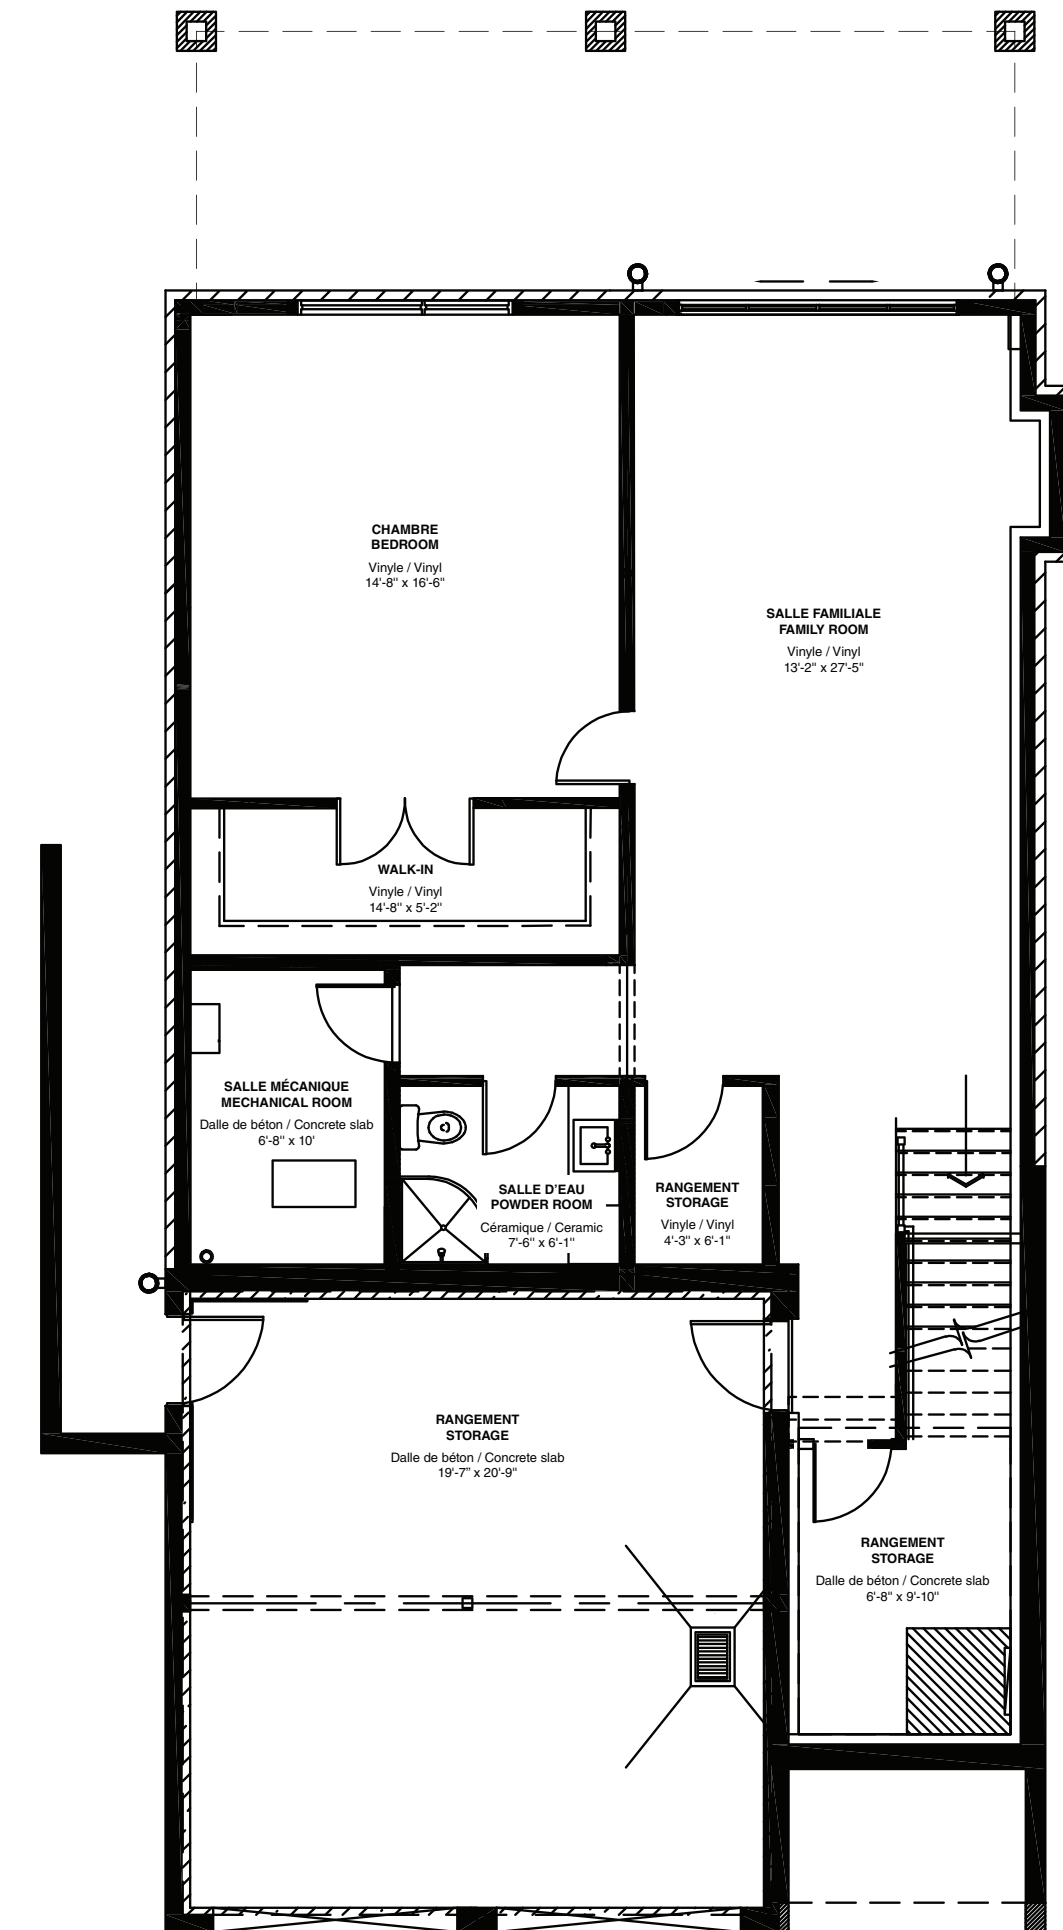 CHAMBRE
BEDROOM
Vinyle / Vinyl
14'-8" x 16'-6"
SALLE FAMILIALE
FAMILY ROOM
Vinyle / Vinyl
13'-2" x 27'-5"
WALK-IN
Vinyle / Vinyl
14'-8" x 5'-2"
SALLE MÉCANIQUE
MECHANICAL ROOM
Dalle de béton / Concrete slab
6'-8" x 10'
SALLE D'EAU
POWDER ROOM
Céramique / Ceramic
7'-6" x 6'-1"
RANGEMENT
STORAGE
Vinyle / Vinyl
4'-3" x 6'-1"
RANGEMENT
STORAGE
Dalle de béton / Concrete slab
19'-7" x 20'-9"
RANGEMENT
STORAGE
Dalle de béton / Concrete slab
6'-8" x 9'-10"